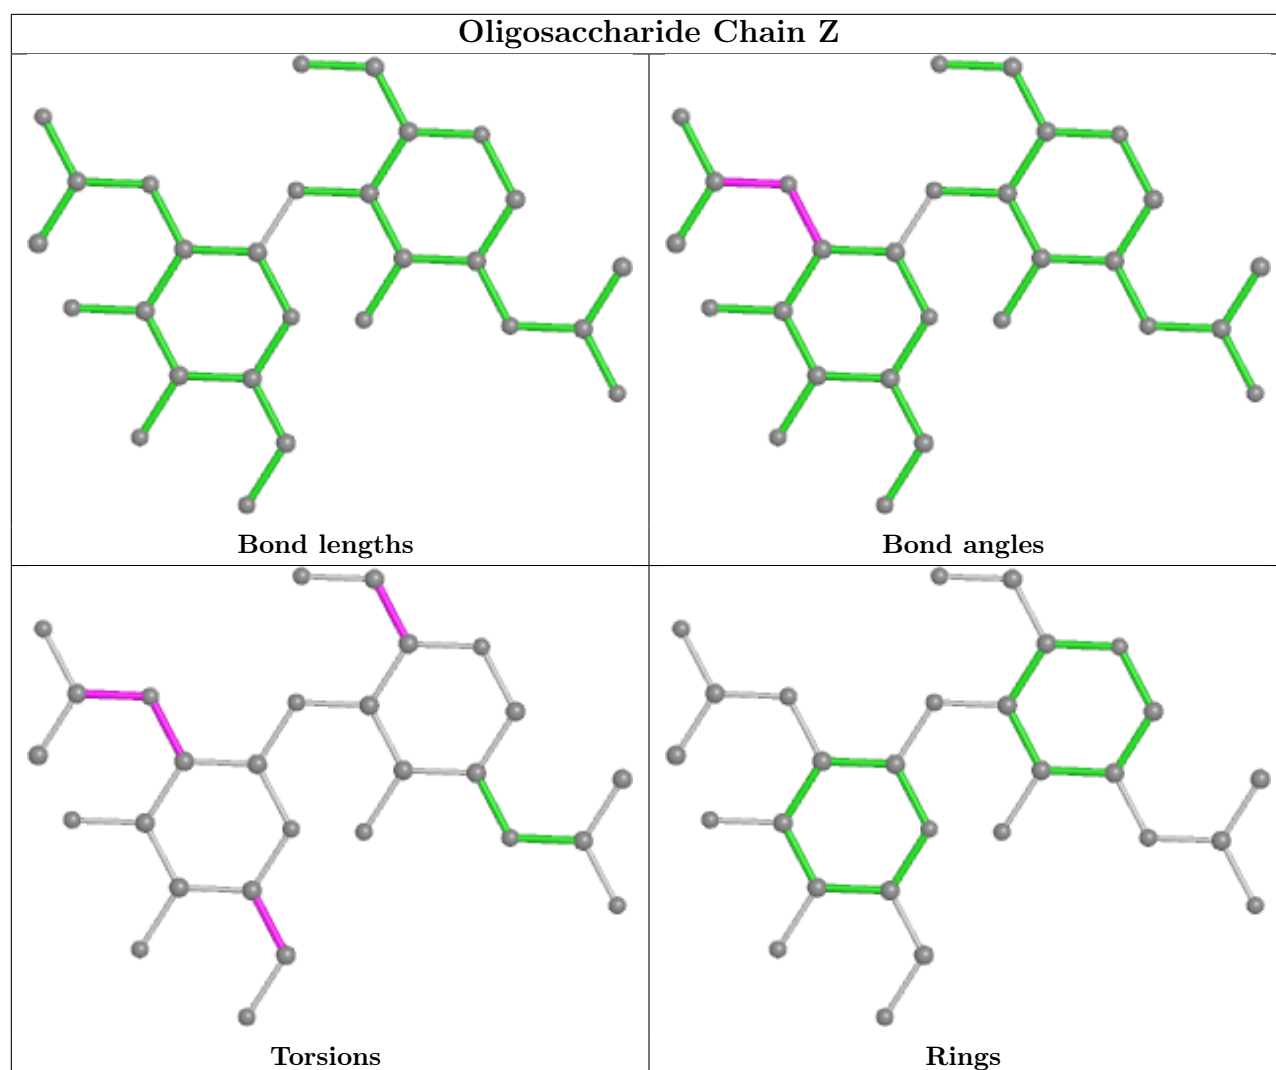 Oligosaccharide Chain Z
Bond lengths
Bond angles
Torsions
Rings